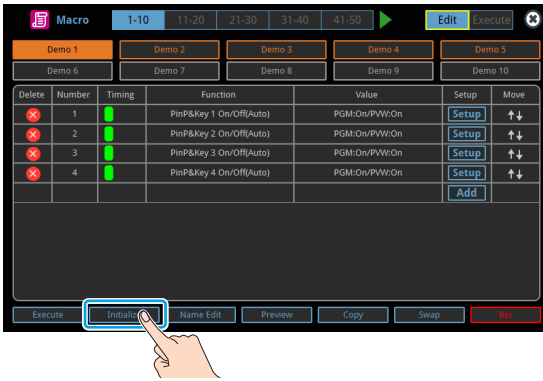 Macro 1-10 11-20 21-30 31-40 41-50 Edit Execute
Demo 1 Demo 2 Demo 3 Demo 4 Demo 5
Demo 6 Demo 7 Demo 8 Demo 9 Demo 10
Delete Number Timing Function Value Setup Move
1 PinP&Key 1 On/Off(Auto) PGM:On/PVW:On Setup
2 PinP&Key 2 On/Off(Auto) PGM:On/PVW:On Setup
3 PinP&Key 3 On/Off(Auto) PGM:On/PVW:On Setup
4 PinP&Key 4 On/Off(Auto) PGM:On/PVW:On Setup
Add
Execute Initialize Name Edit Preview Copy Swap Rec